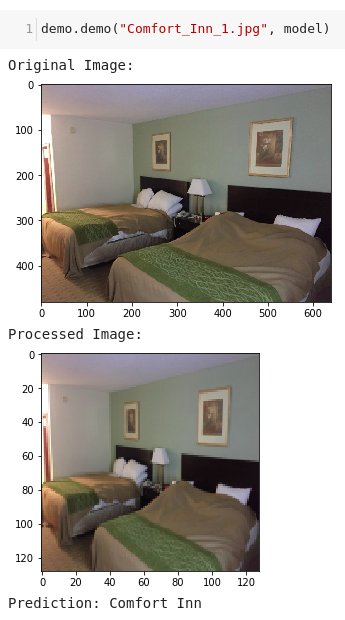 1 demo.demo("Comfort_Inn_1.jpg", model)
Original Image:
0
100
200
300
400
0 100 200 300 400 500 600
Processed Image:
0
20
40
60
80
100
120
0 20 40 60 80 100 120
Prediction: Comfort Inn